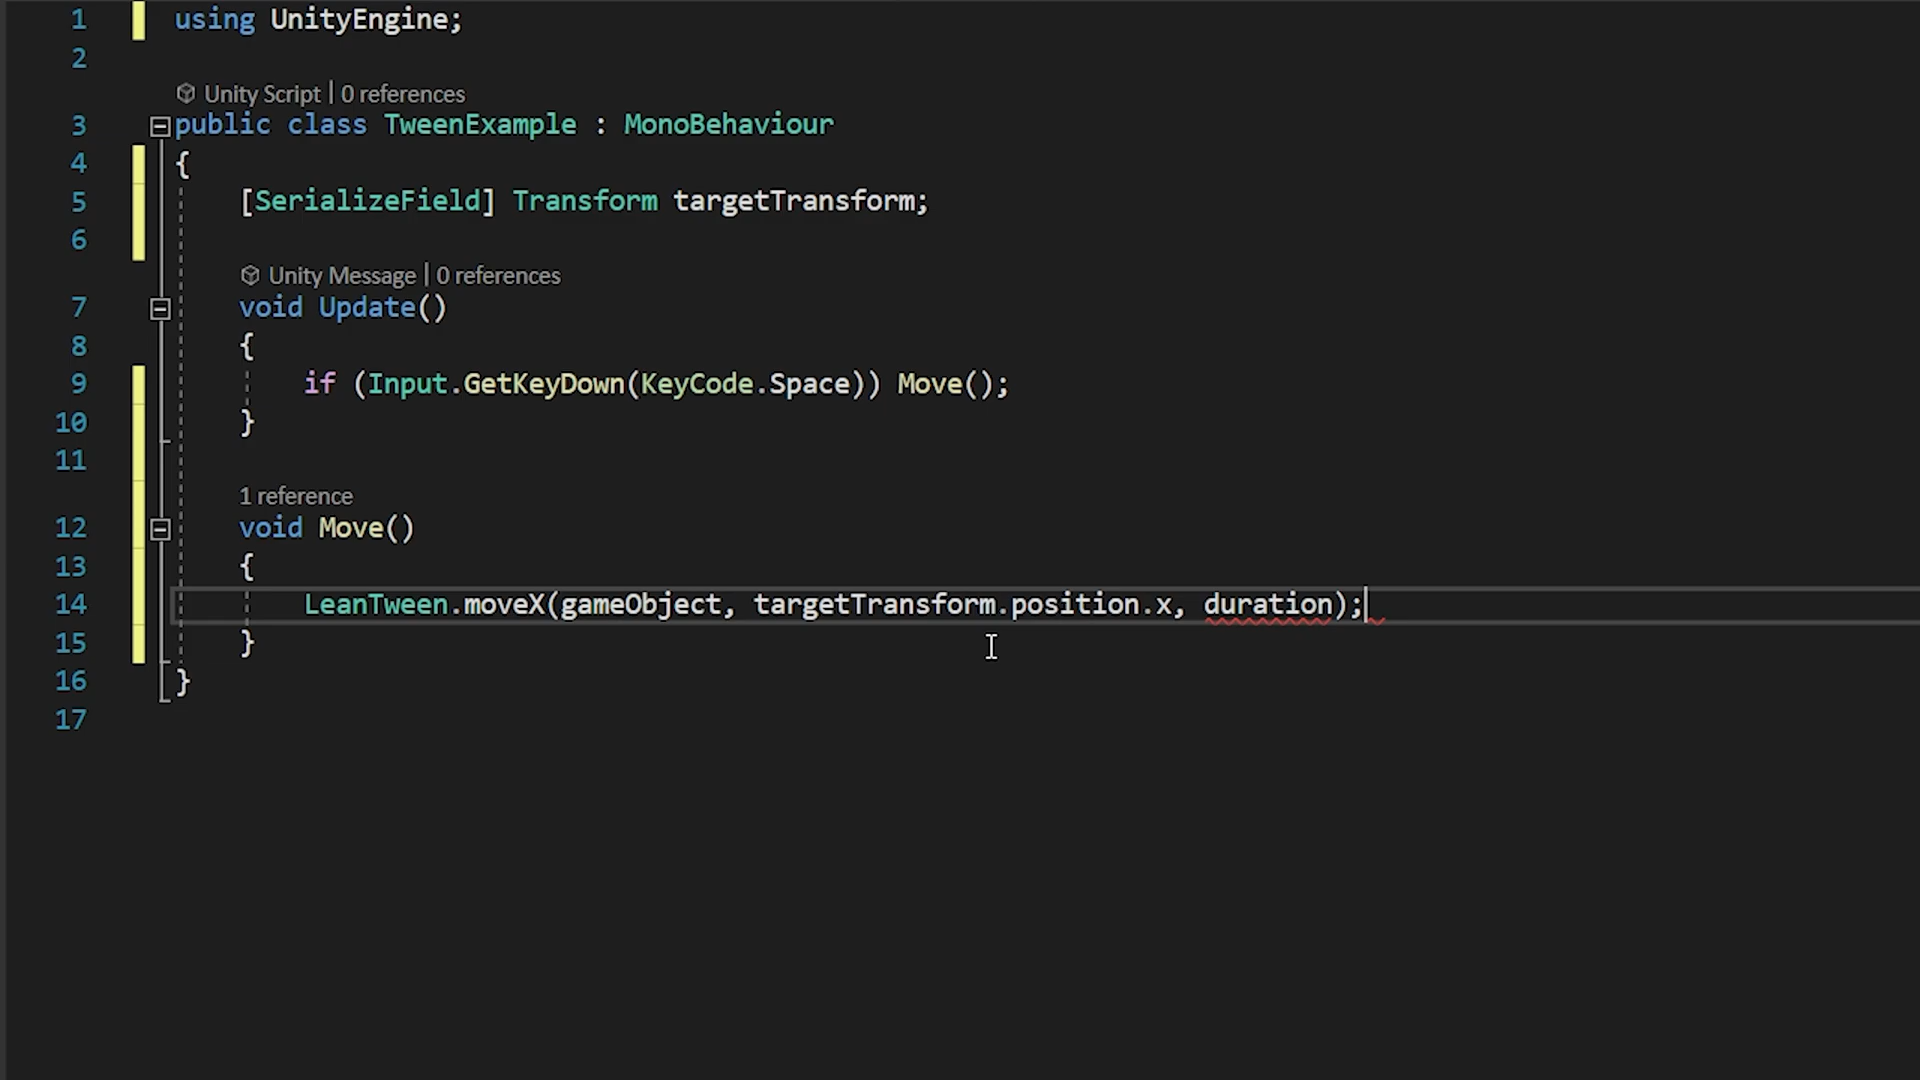 1 using UnityEngine;
2
Unity Script | 0 references
3 public class TweenExample : MonoBehaviour
4 {
5 [SerializeField] Transform targetTransform;
6
Unity Message | 0 references
7 void Update()
8 {
9 if (Input.GetKeyDown(KeyCode.Space)) Move();
10 }
11
1 reference
12 void Move()
13 {
14 LeanTween.moveX(gameObject, targetTransform.position.x, duration);
15 }
16 }
17